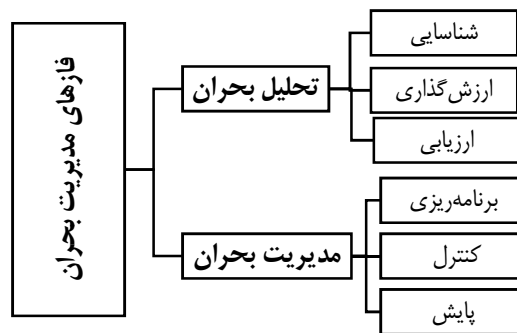 فازهای مدیریت بحران
تحلیل بحران
شناسایی
ارزش‌گذاری
ارزیابی
مدیریت بحران
برنامه‌ریزی
کنترل
پایش